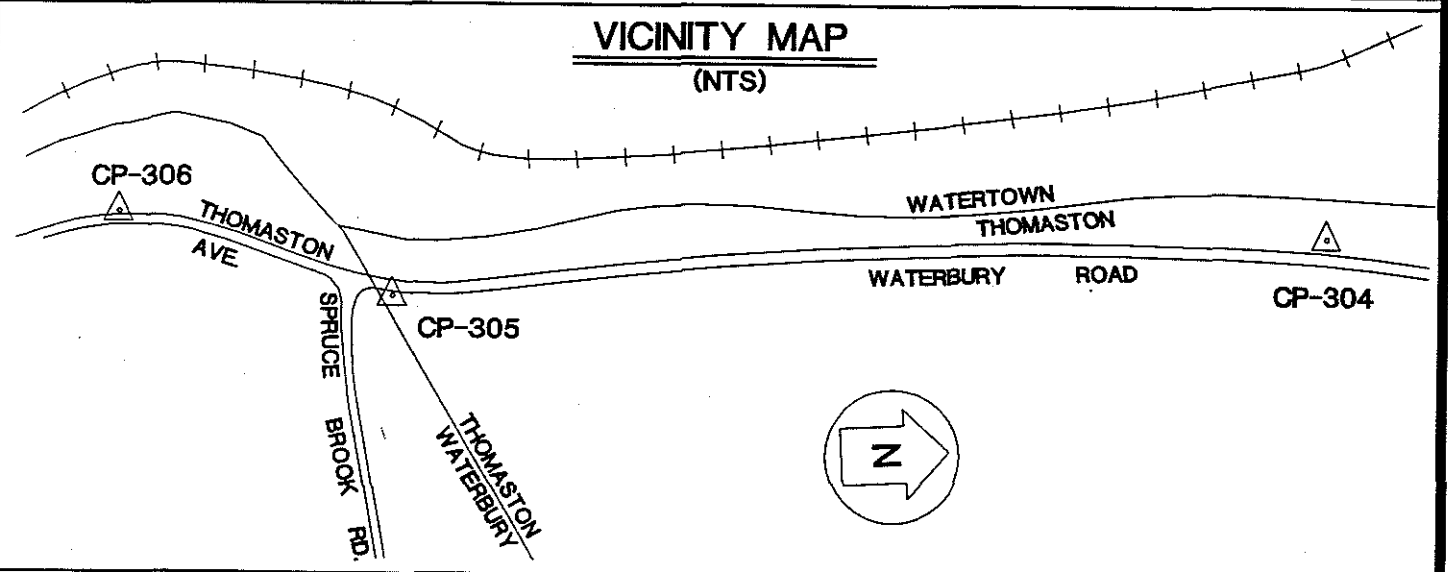 VICINITY MAP
(NTS)
CP-306
THOMASTON
AVE.
WATERTOWN
THOMASTON
WATERBURY ROAD
CP-304
CP-305
SPRUCE BROOK RD.
THOMASTON
WATERBURY
N